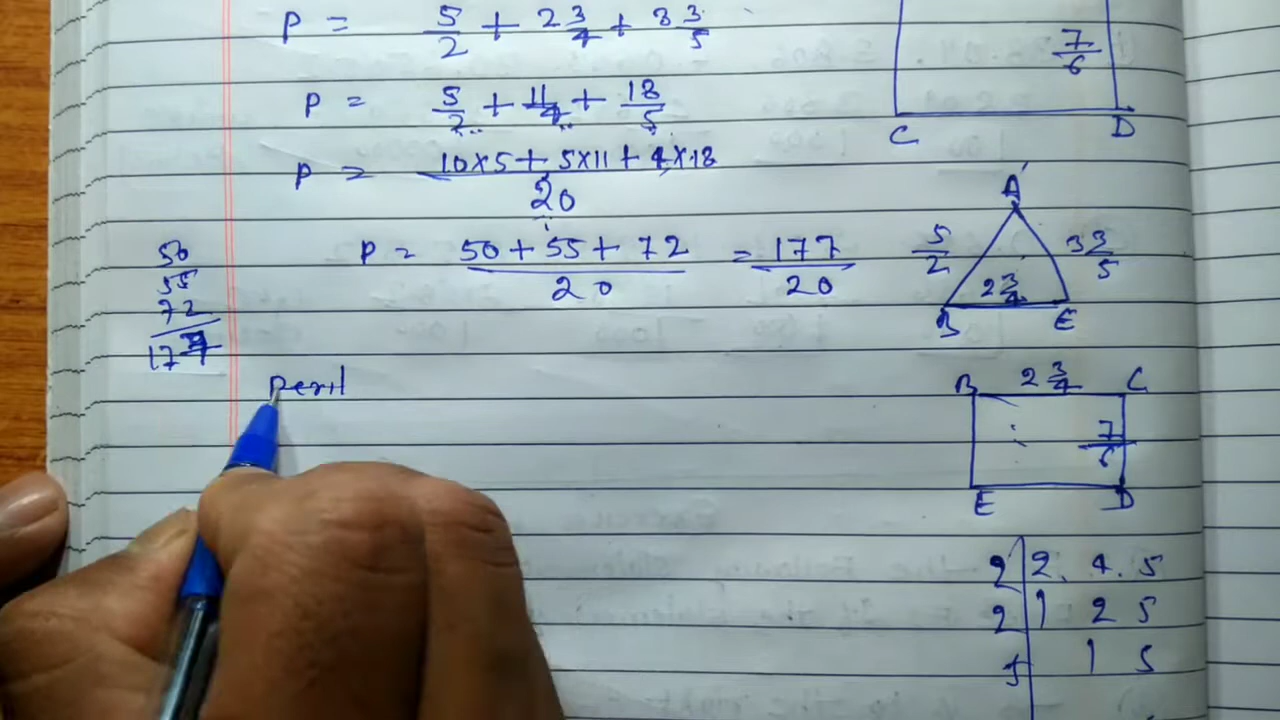 P = 5/2 + 2 3/4 + 3 3/5
P = 5/2 + 11/4 + 18/5
P = 10×5 + 5×11 + 4×18 / 20
P = 50 + 55 + 72 / 20 = 177 / 20
50
55
72
177
Peri
7/6
C D
A
5/2 3 3/5
2 3/4
B E
B 2 3/4 C
7/6
E D
2 | 2, 4, 5
2 | 1 2 5
5 | 1 5